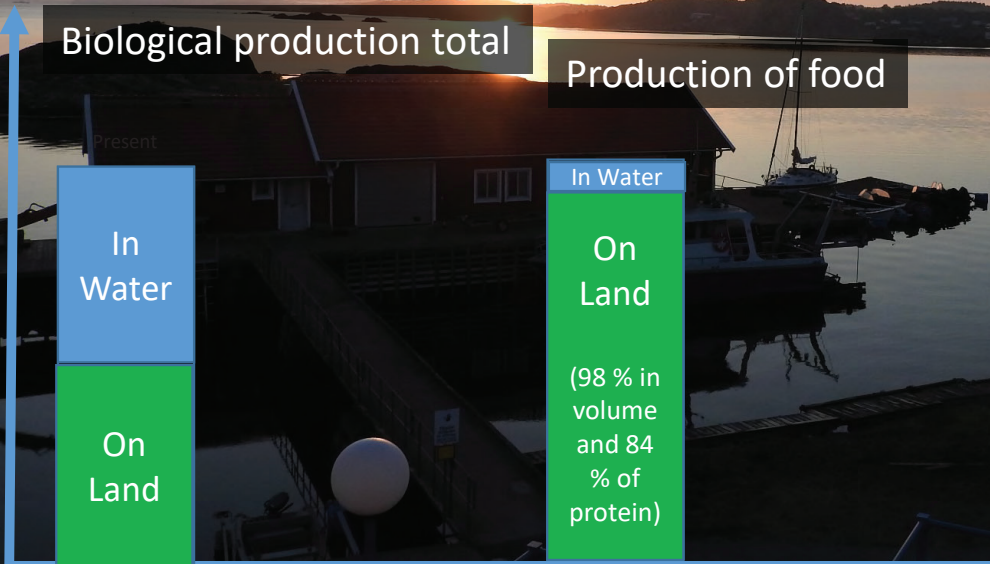 Biological production total
Production of food
Present
In
Water
On
Land
In Water
On
Land
(98 % in
volume
and 84
% of
protein)